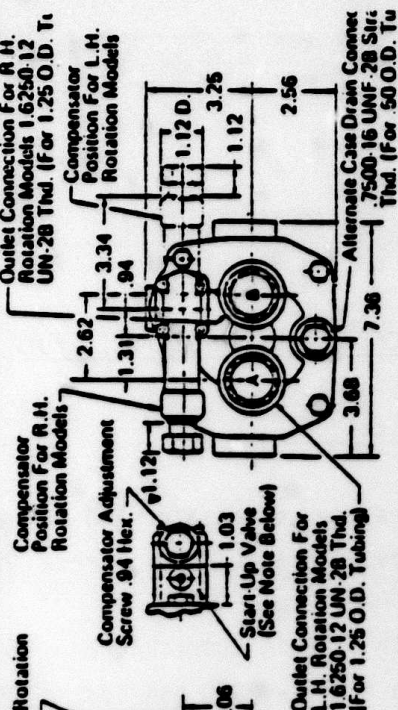 Outlet Connection For R.H.
Rotation Models 1.6250-12
UN-2B Thd. (For 1.25 O.D.
Compensator
Position For L.H.
Rotation Models
3.25
2.56
1.12 D.
1.12
3.34
.94
2.62
1.31
Compensator
Position For R.H.
Rotation Models
1.12
Compensator Adjustment
Screw .94 Hex.
1.03
Start-Up Valve
(See Note Below)
A
B
Alternate Case Drain
.7500-16 UNF-2B
Thd. (For .50 O.D.
7.36
3.68
Outlet Connection For
L.H. Rotation Models
1.6250-12 UN-2B Thd.
(For 1.25 O.D. Tubing)
Rotation
.06